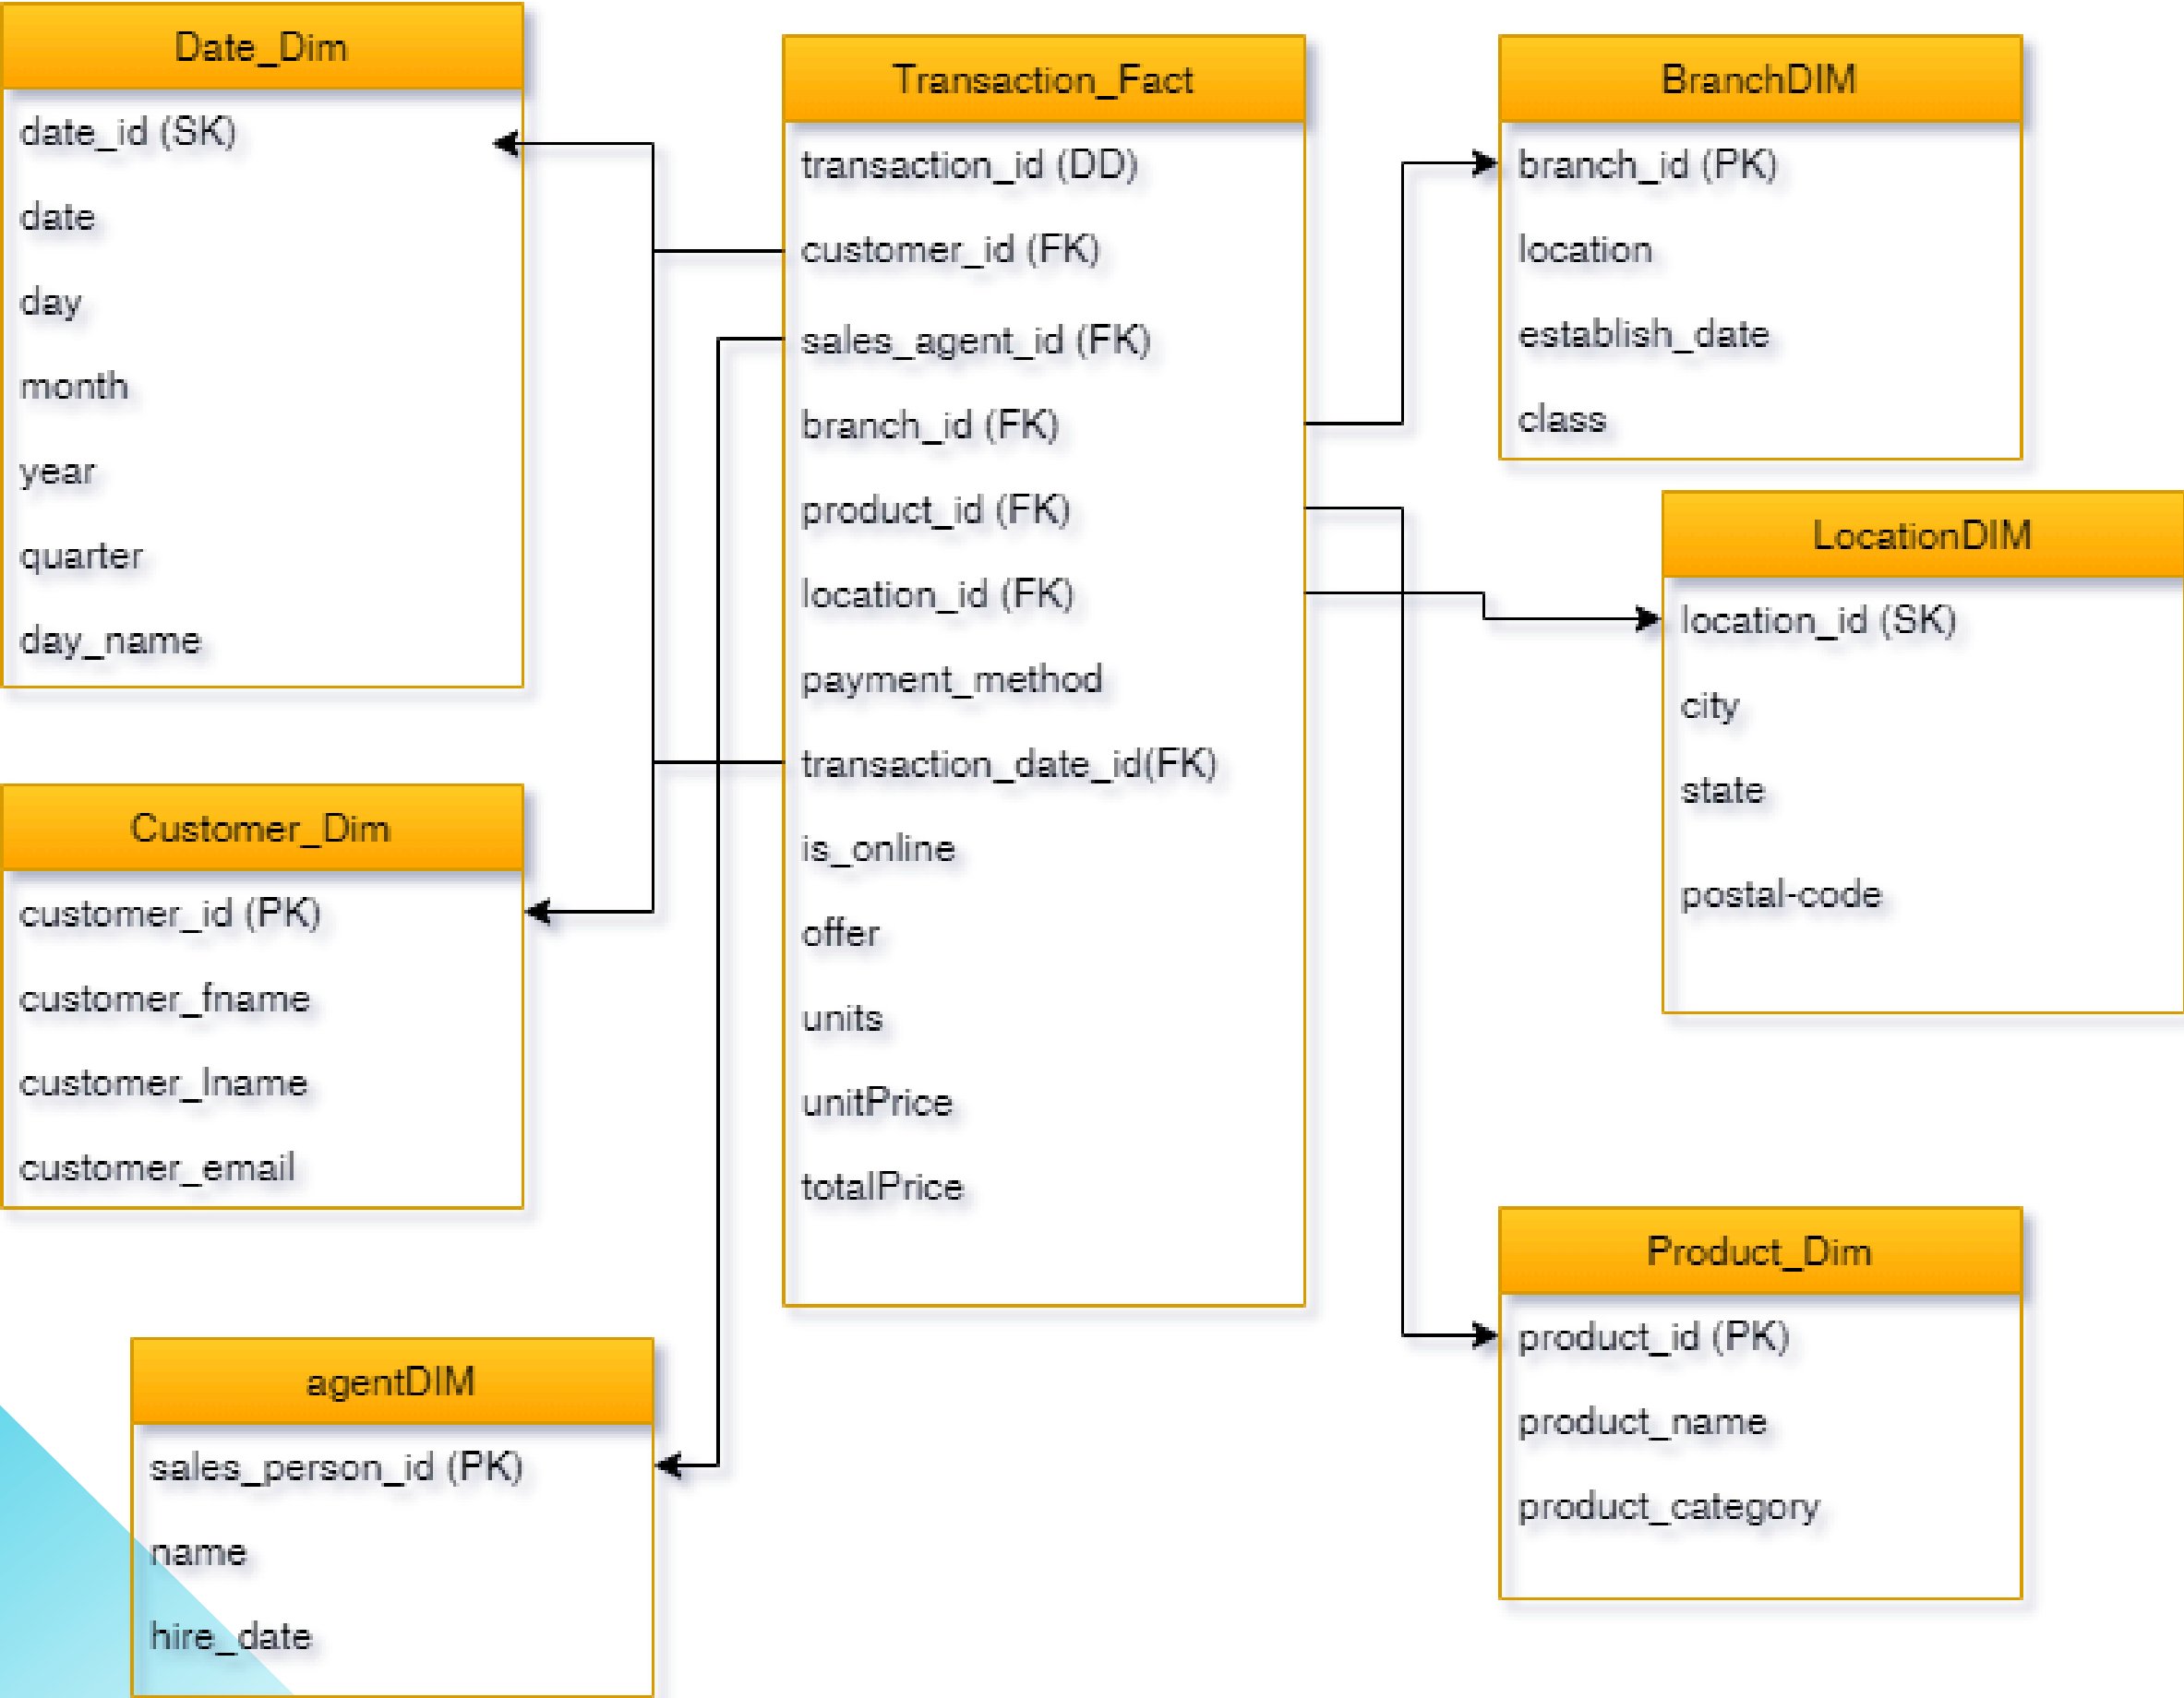 Date_Dim
date_id (SK)
date
day
month
year
quarter
day_name
Customer_Dim
customer_id (PK)
customer_fname
customer_lname
customer_email
agentDIM
sales_person_id (PK)
name
hire_date
Transaction_Fact
transaction_id (DD)
customer_id (FK)
sales_agent_id (FK)
branch_id (FK)
product_id (FK)
location_id (FK)
payment_method
transaction_date_id(FK)
is_online
offer
units
unitPrice
totalPrice
BranchDIM
branch_id (PK)
location
establish_date
class
LocationDIM
location_id (SK)
city
state
postal-code
Product_Dim
product_id (PK)
product_name
product_category